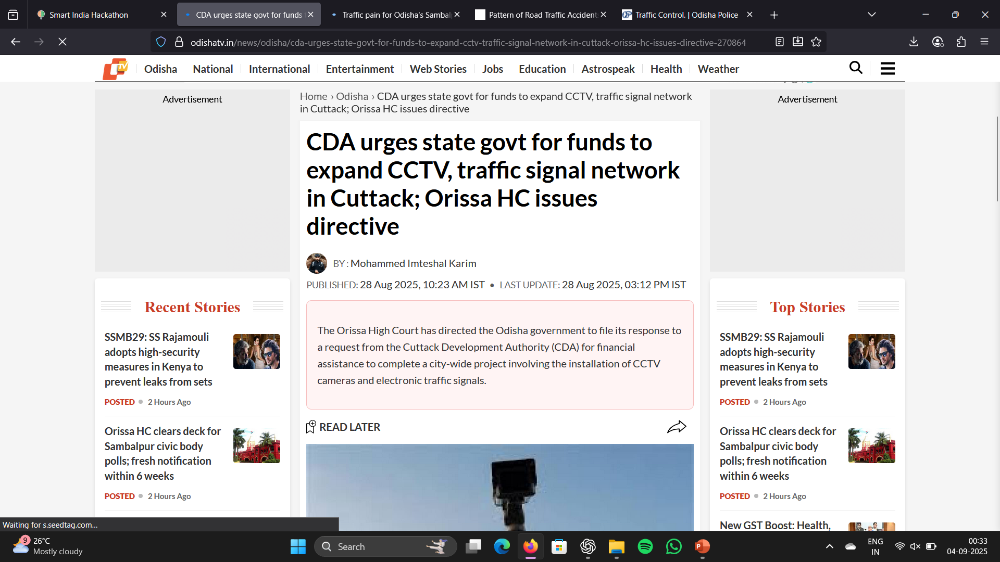 Smart India Hackathon
CDA urges state govt for funds
Traffic pain for Odisha's Sambal
Pattern of Road Traffic Accident
Traffic Control. | Odisha Police
odishatv.in/news/odisha/cda-urges-state-govt-for-funds-to-expand-cctv-traffic-signal-network-in-cuttack-orissa-hc-issues-directive-270864
TV
Odisha
National
International
Entertainment
Web Stories
Jobs
Education
Astrospeak
Health
Weather
Advertisement
Home › Odisha › CDA urges state govt for funds to expand CCTV, traffic signal network
in Cuttack; Orissa HC issues directive
Advertisement
CDA urges state govt for funds to
expand CCTV, traffic signal network
in Cuttack; Orissa HC issues
directive
BY : Mohammed Imteshal Karim
PUBLISHED: 28 Aug 2025, 10:23 AM IST • LAST UPDATE: 28 Aug 2025, 03:12 PM IST
The Orissa High Court has directed the Odisha government to file its response to
a request from the Cuttack Development Authority (CDA) for financial
assistance to complete a city-wide project involving the installation of CCTV
cameras and electronic traffic signals.
READ LATER
Recent Stories
SSMB29: SS Rajamouli
adopts high-security
measures in Kenya to
prevent leaks from sets
POSTED • 2 Hours Ago
Orissa HC clears deck for
Sambalpur civic body
polls; fresh notification
within 6 weeks
POSTED • 2 Hours Ago
Top Stories
SSMB29: SS Rajamouli
adopts high-security
measures in Kenya to
prevent leaks from sets
POSTED • 2 Hours Ago
Orissa HC clears deck for
Sambalpur civic body
polls; fresh notification
within 6 weeks
POSTED • 2 Hours Ago
New GST Boost: Health,
Waiting for s.seedtag.com...
9
26°C
Mostly cloudy
Search
P
ENG
IN
00:33
04-09-2025